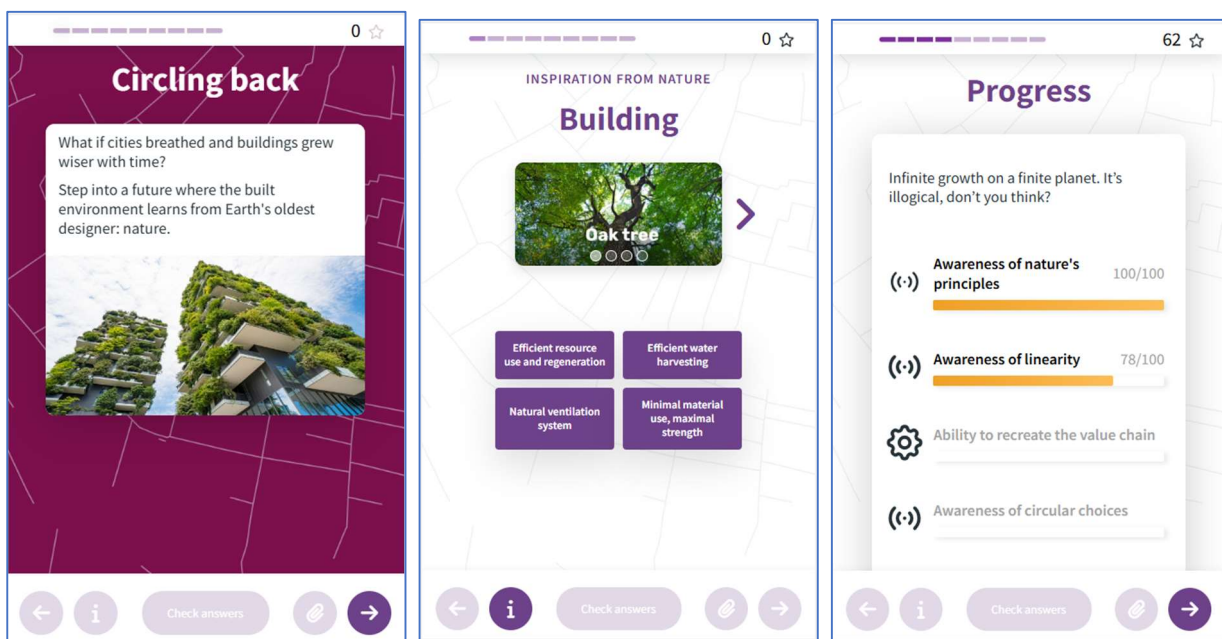 0
Circling back
What if cities breathed and buildings grew
wiser with time?
Step into a future where the built
environment learns from Earth's oldest
designer: nature.
Check answers
0
INSPIRATION FROM NATURE
Building
Oak tree
Efficient resource
use and regeneration
Efficient water
harvesting
Natural ventilation
system
Minimal material
use, maximal
strength
i
Check answers
62
Progress
Infinite growth on a finite planet. It's
illogical, don't you think?
Awareness of nature's
principles
100/100
Awareness of linearity
78/100
Ability to recreate the value chain
Awareness of circular choices
Check answers